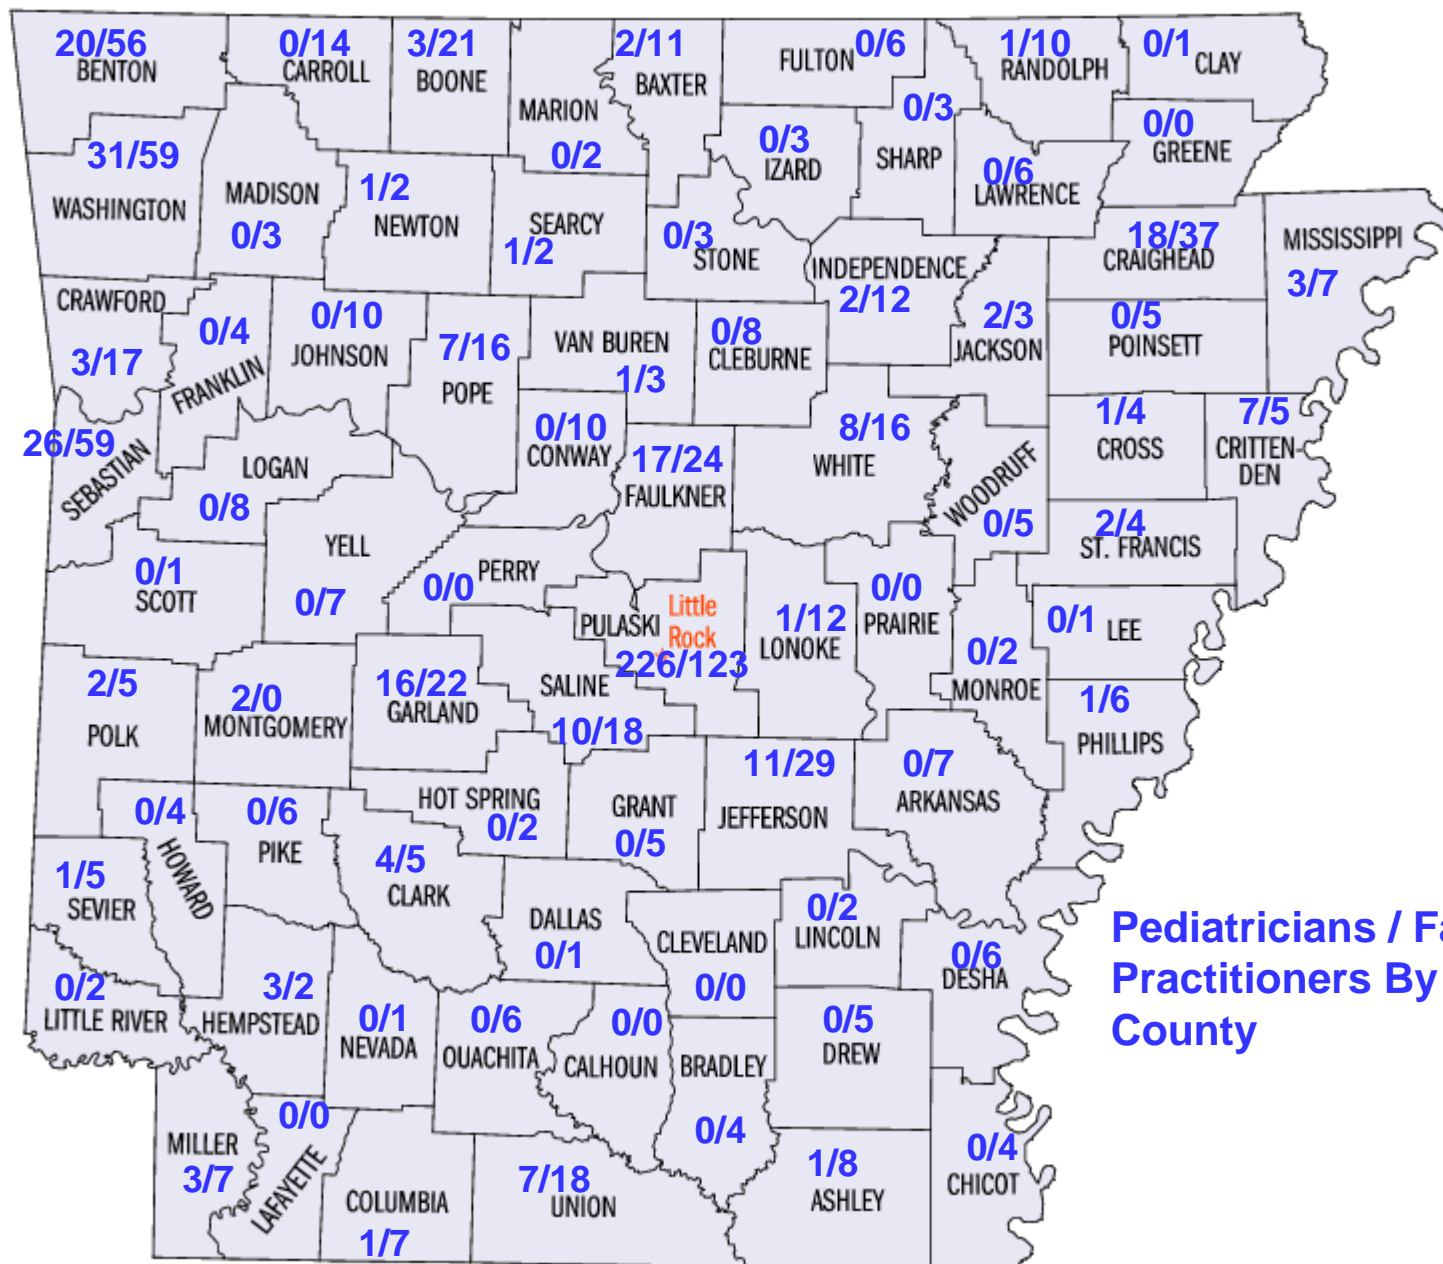 20/56
BENTON
0/14
CARROLL
3/21
BOONE
MARION
0/2
2/11
BAXTER
FULTON 0/6
1/10
RANDOLPH
0/1
CLAY
31/59
WASHINGTON
MADISON
0/3
1/2
NEWTON
SEARCY
1/2
0/3
STONE
0/3
IZARD
0/3
SHARP
0/6
LAWRENCE
0/0
GREENE
INDEPENDENCE
2/12
18/37
CRAIGHEAD
MISSISSIPPI
3/7
CRAWFORD
3/17
0/4
FRANKLIN
0/10
JOHNSON
7/16
POPE
VAN BUREN
1/3
0/8
CLEBURNE
2/3
JACKSON
0/5
POINSETT
26/59
SEBASTIAN
LOGAN
0/8
0/10
CONWAY
17/24
FAULKNER
8/16
WHITE
WOODRUFF
0/5
1/4
CROSS
7/5
CRITTEN-
DEN
0/1
SCOTT
YELL
0/7
PERRY
0/0
PULASKI
Little
Rock
226/123
1/12
LONOKE
0/0
PRAIRIE
2/4
ST. FRANCIS
0/2
MONROE
0/1 LEE
2/5
POLK
2/0
MONTGOMERY
16/22
GARLAND
SALINE
10/18
1/6
PHILLIPS
0/4
HOWARD
0/6
PIKE
HOT SPRING
0/2
GRANT
0/5
11/29
JEFFERSON
0/7
ARKANSAS
1/5
SEVIER
4/5
CLARK
DALLAS
0/1
CLEVELAND
0/0
0/2
LINCOLN
0/6
DESHA
Pediatricians / Fa
Practitioners By
County
0/2
LITTLE RIVER
3/2
HEMPSTEAD
0/1
NEVADA
0/6
OUACHITA
0/0
CALHOUN
BRADLEY
0/4
0/5
DREW
MILLER
3/7
0/0
LAFAYETTE
COLUMBIA
1/7
7/18
UNION
1/8
ASHLEY
0/4
CHICOT